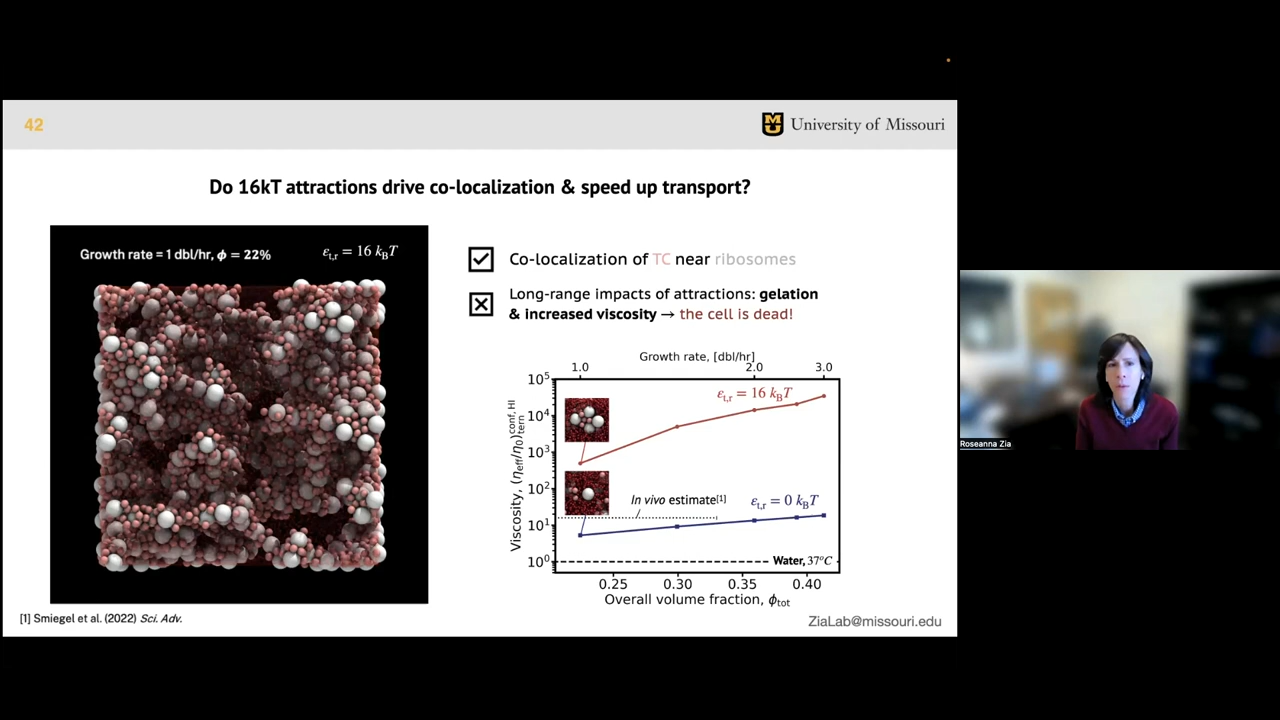 42
University of Missouri
Do 16kT attractions drive co-localization & speed up transport?
Growth rate = 1 dbl/hr, ϕ = 22%
εt,r = 16 kBT
Co-localization of TC near ribosomes
Long-range impacts of attractions: gelation
& increased viscosity → the cell is dead!
Growth rate, [dbl/hr]
1.0 2.0 3.0
10⁵
10⁴
10³
10²
10¹
10⁰
Viscosity, (ηeff/η0)tern^conf, HI
εt,r = 16 kBT
In vivo estimate[1]
εt,r = 0 kBT
Water, 37°C
0.25 0.30 0.35 0.40
Overall volume fraction, ϕtot
[1] Smiegel et al. (2022) Sci. Adv.
ZiaLab@missouri.edu
Roseanna Zia